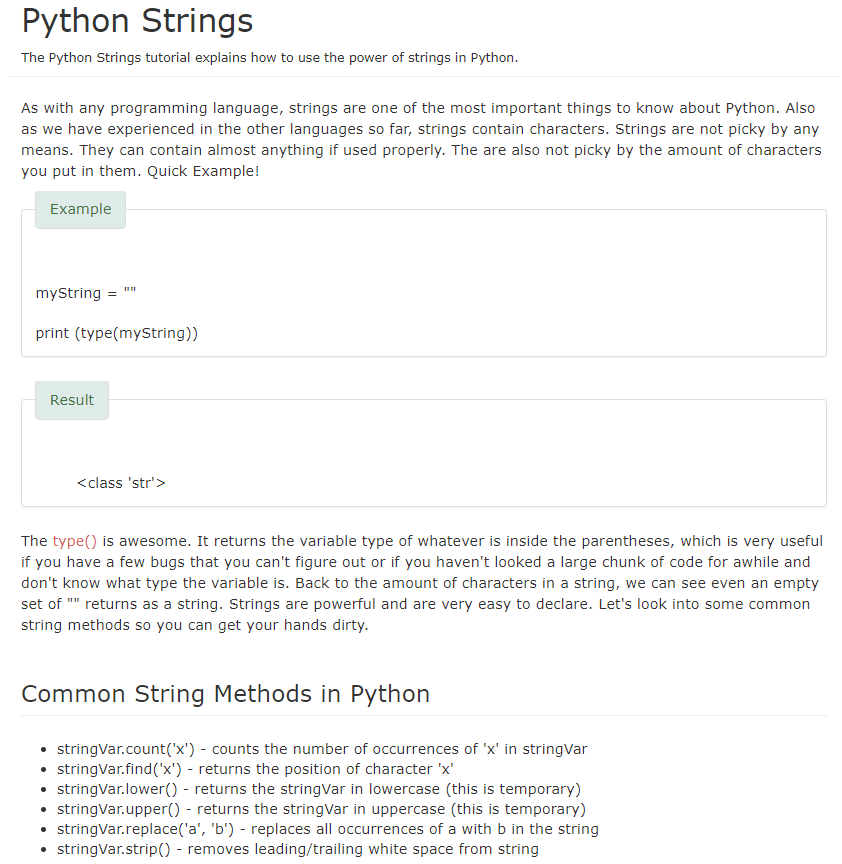 Python Strings
The Python Strings tutorial explains how to use the power of strings in Python.
As with any programming language, strings are one of the most important things to know about Python. Also
as we have experienced in the other languages so far, strings contain characters. Strings are not picky by any
means. They can contain almost anything if used properly. The are also not picky by the amount of characters
you put in them. Quick Example!
Example
myString = ""
print (type(myString))
Result
<class 'str'>
The type() is awesome. It returns the variable type of whatever is inside the parentheses, which is very useful
if you have a few bugs that you can't figure out or if you haven't looked a large chunk of code for awhile and
don't know what type the variable is. Back to the amount of characters in a string, we can see even an empty
set of "" returns as a string. Strings are powerful and are very easy to declare. Let's look into some common
string methods so you can get your hands dirty.
Common String Methods in Python
• stringVar.count('x') - counts the number of occurrences of 'x' in stringVar
• stringVar.find('x') - returns the position of character 'x'
• stringVar.lower() - returns the stringVar in lowercase (this is temporary)
• stringVar.upper() - returns the stringVar in uppercase (this is temporary)
• stringVar.replace('a', 'b') - replaces all occurrences of a with b in the string
• stringVar.strip() - removes leading/trailing white space from string